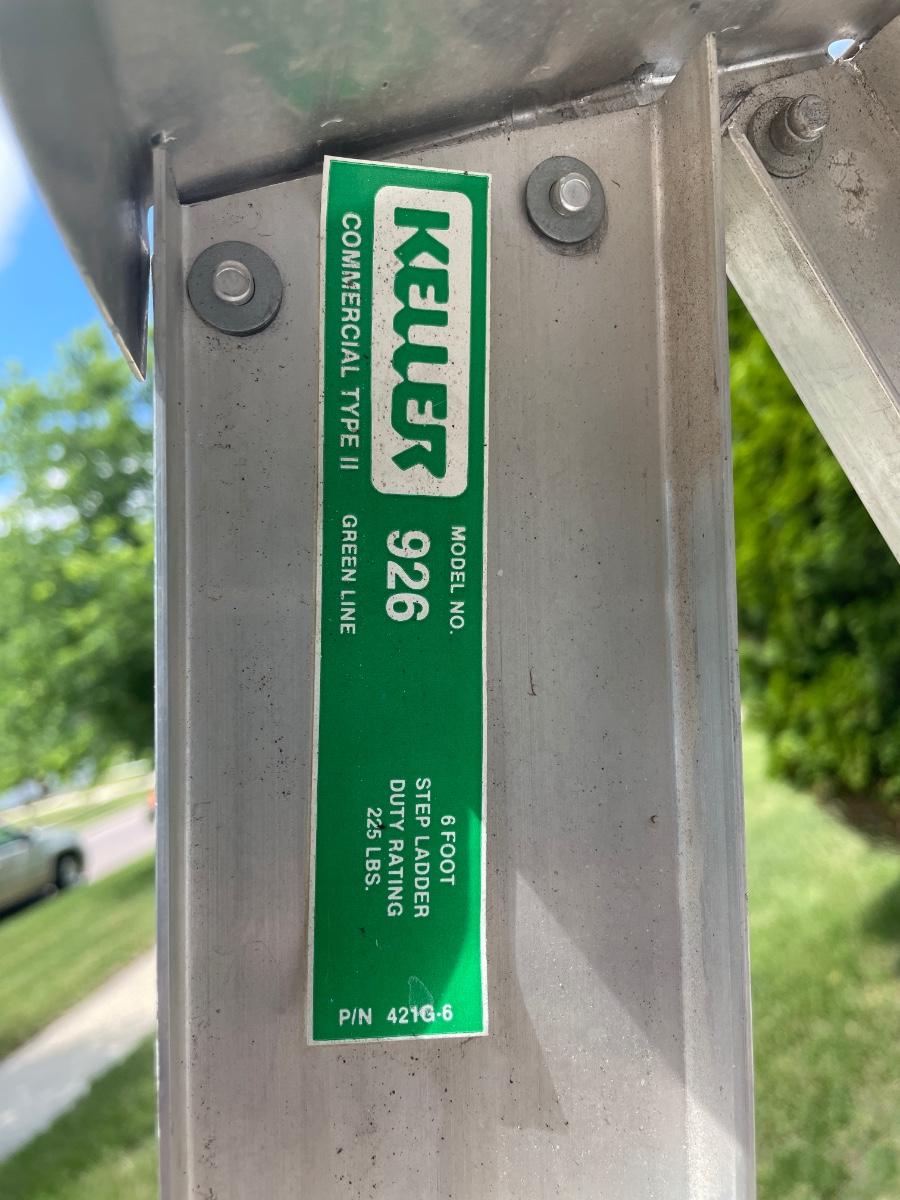 KELLER
COMMERCIAL TYPE II
MODEL NO.
926
GREEN LINE
6 FOOT
STEP LADDER
DUTY RATING
225 LBS.
P/N 421G-6